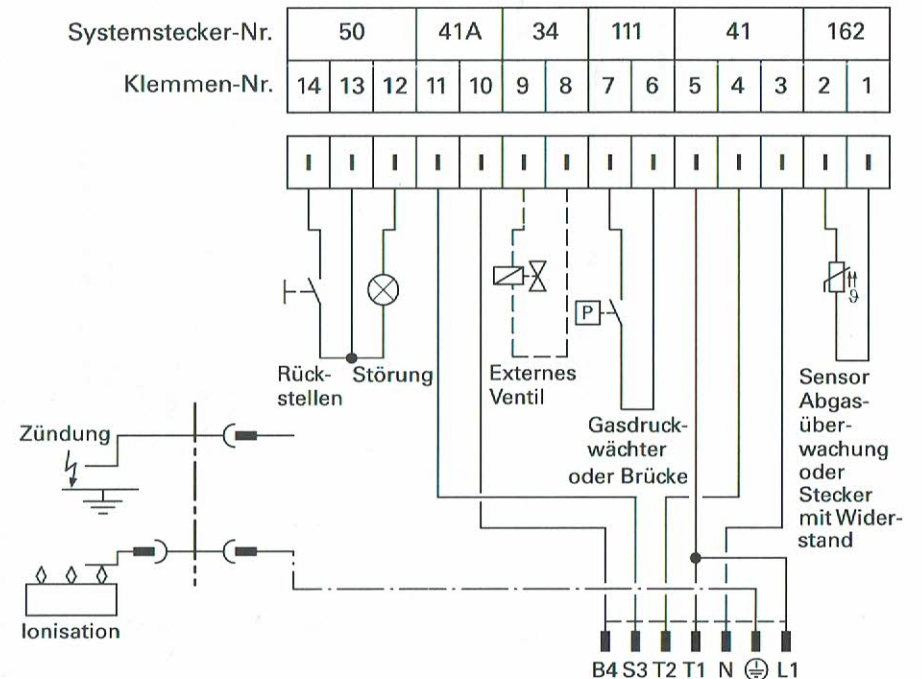 Systemstecker-Nr. 50 41A 34 111 41 162
Klemmen-Nr. 14 13 12 11 10 9 8 7 6 5 4 3 2 1
P
ϑ
Rück-
stellen
Störung
Externes
Ventil
Gasdruck-
wächter
oder Brücke
Sensor
Abgas-
über-
wachung
oder
Stecker
mit Wider-
stand
Zündung
Ionisation
B4 S3 T2 T1 N L1